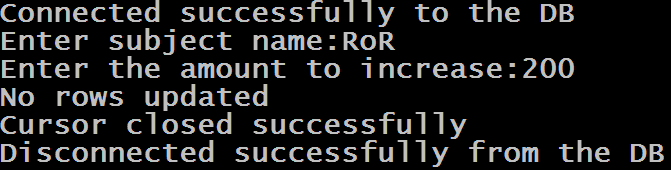 Connected successfully to the DB
Enter subject name:RoR
Enter the amount to increase:200
No rows updated
Cursor closed successfully
Disconnected successfully from the DB